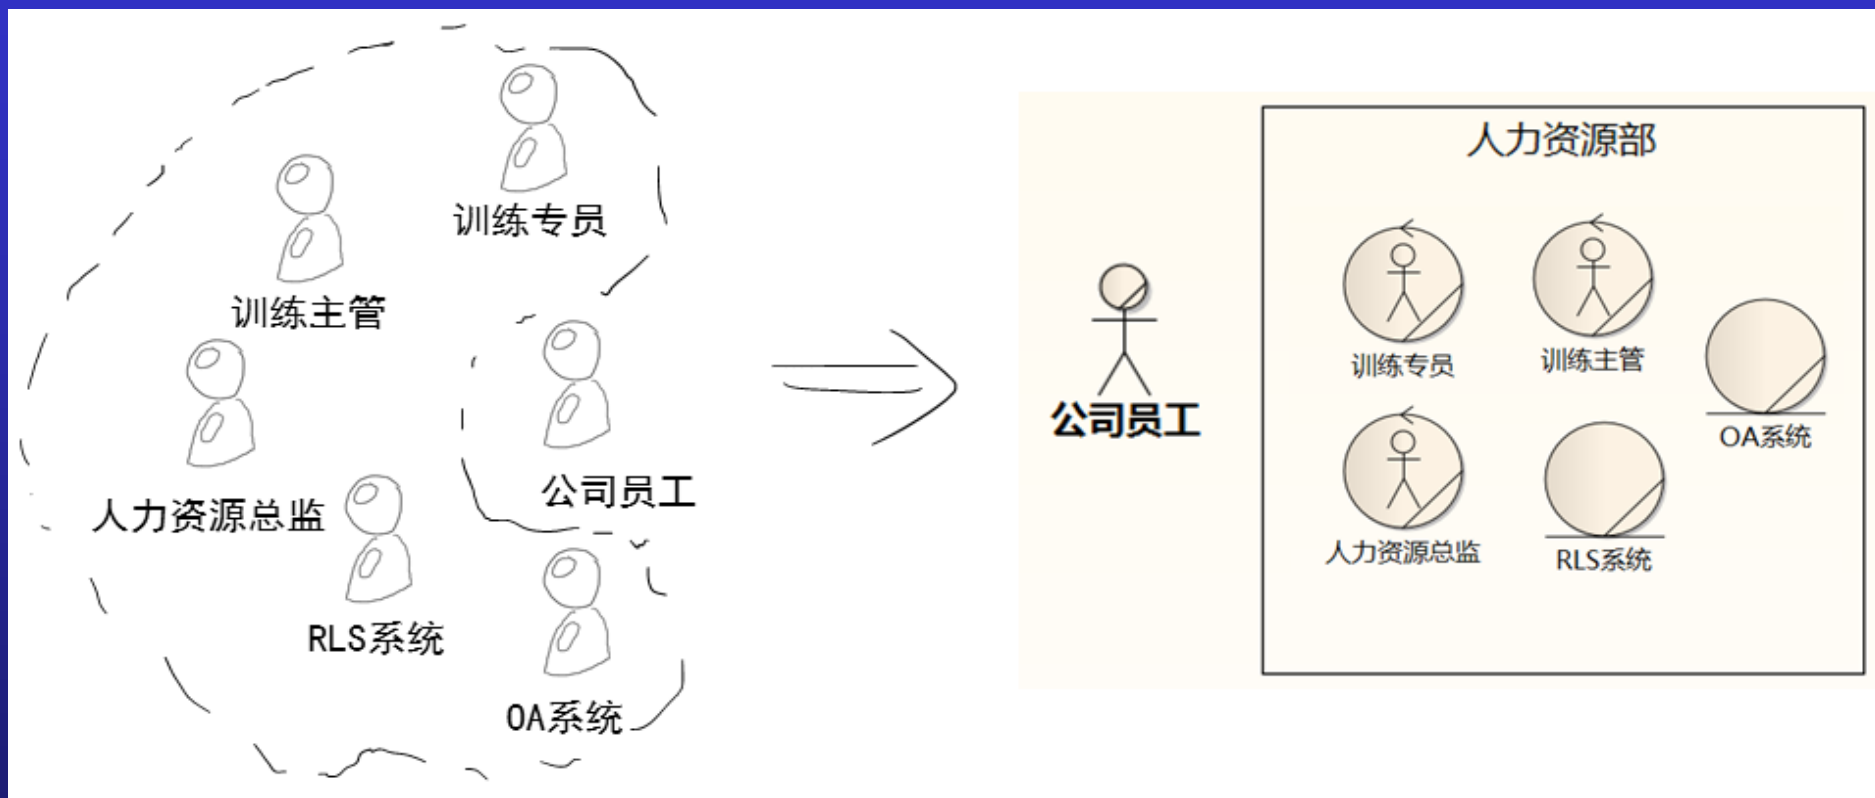 训练专员
训练主管
人力资源总监
公司员工
RLS系统
OA系统
人力资源部
公司员工
训练专员
训练主管
OA系统
人力资源总监
RLS系统